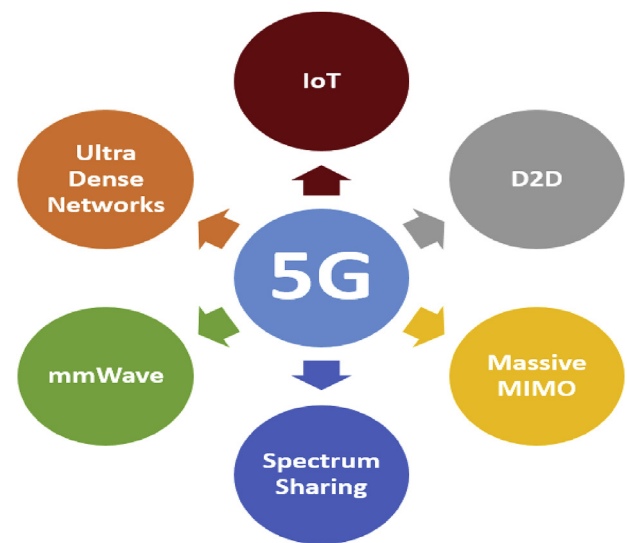 IoT
Ultra
Dense
Networks
D2D
5G
mmWave
Massive
MIMO
Spectrum
Sharing